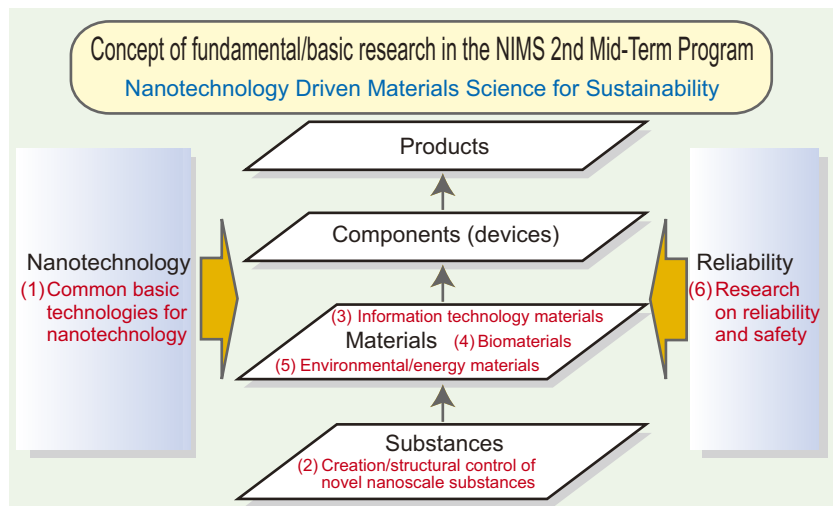 Concept of fundamental/basic research in the NIMS 2nd Mid-Term Program
Nanotechnology Driven Materials Science for Sustainability
Products
Components (devices)
Nanotechnology
(1) Common basic
technologies for
nanotechnology
Reliability
(6) Research
on reliability
and safety
(3) Information technology materials
Materials (4) Biomaterials
(5) Environmental/energy materials
Substances
(2) Creation/structural control of
novel nanoscale substances